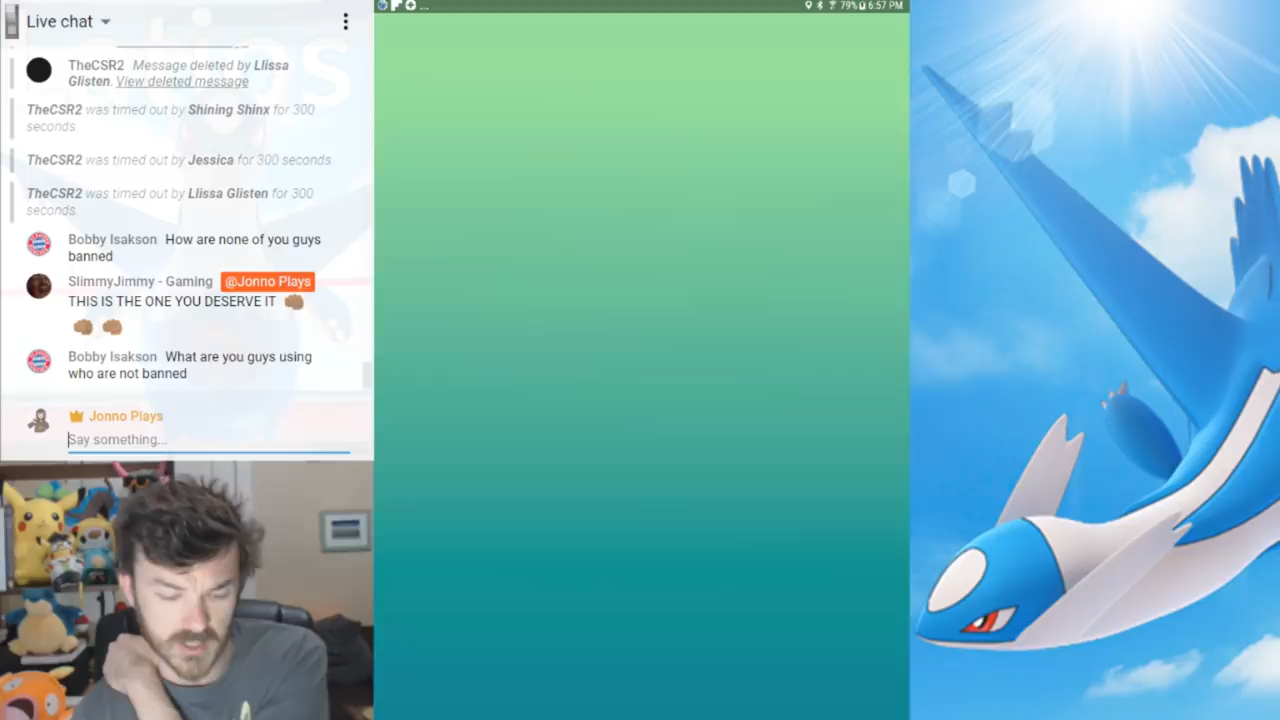 ... 79% 6:57 PM
Live chat
TheCSR2 Message deleted by Llissa
Glisten. View deleted message
TheCSR2 was timed out by Shining Shinx for 300
seconds.
TheCSR2 was timed out by Jessica for 300 seconds.
TheCSR2 was timed out by Llissa Glisten for 300
seconds.
Bobby Isakson How are none of you guys
banned
SlimmyJimmy - Gaming @Jonno Plays
THIS IS THE ONE YOU DESERVE IT
Bobby Isakson What are you guys using
who are not banned
Jonno Plays
Say something...